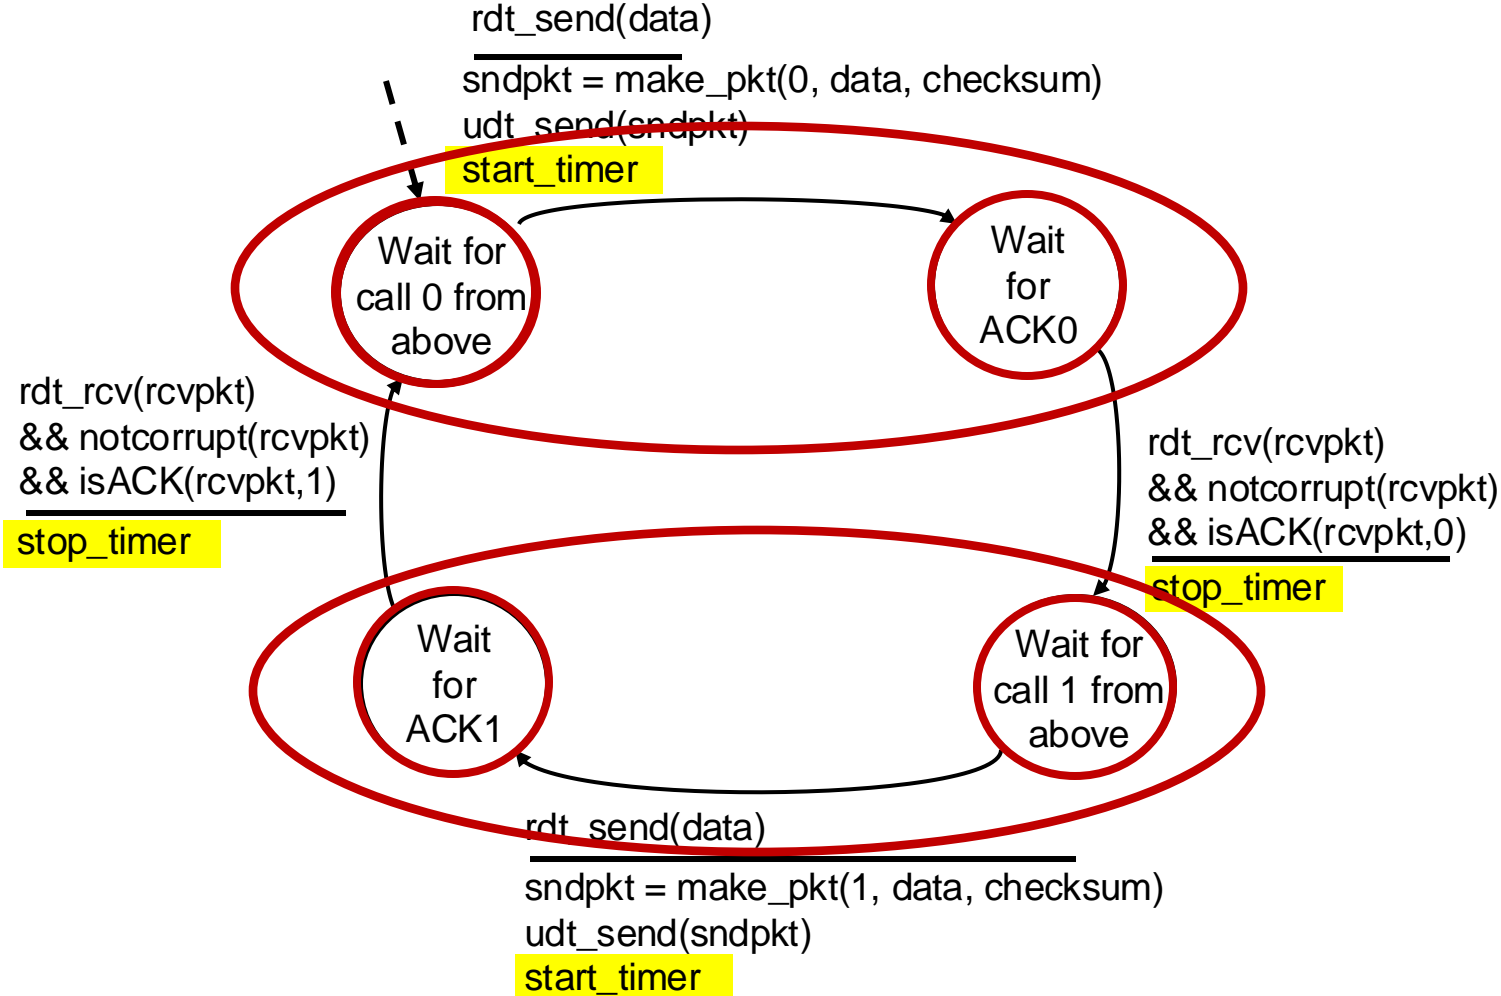 rdt_send(data)
sndpkt = make_pkt(0, data, checksum)
udt_send(sndpkt)
start_timer
Wait for
call 0 from
above
Wait
for
ACK0
rdt_rcv(rcvpkt)
&& notcorrupt(rcvpkt)
&& isACK(rcvpkt,1)
stop_timer
rdt_rcv(rcvpkt)
&& notcorrupt(rcvpkt)
&& isACK(rcvpkt,0)
stop_timer
Wait
for
ACK1
Wait for
call 1 from
above
rdt_send(data)
sndpkt = make_pkt(1, data, checksum)
udt_send(sndpkt)
start_timer